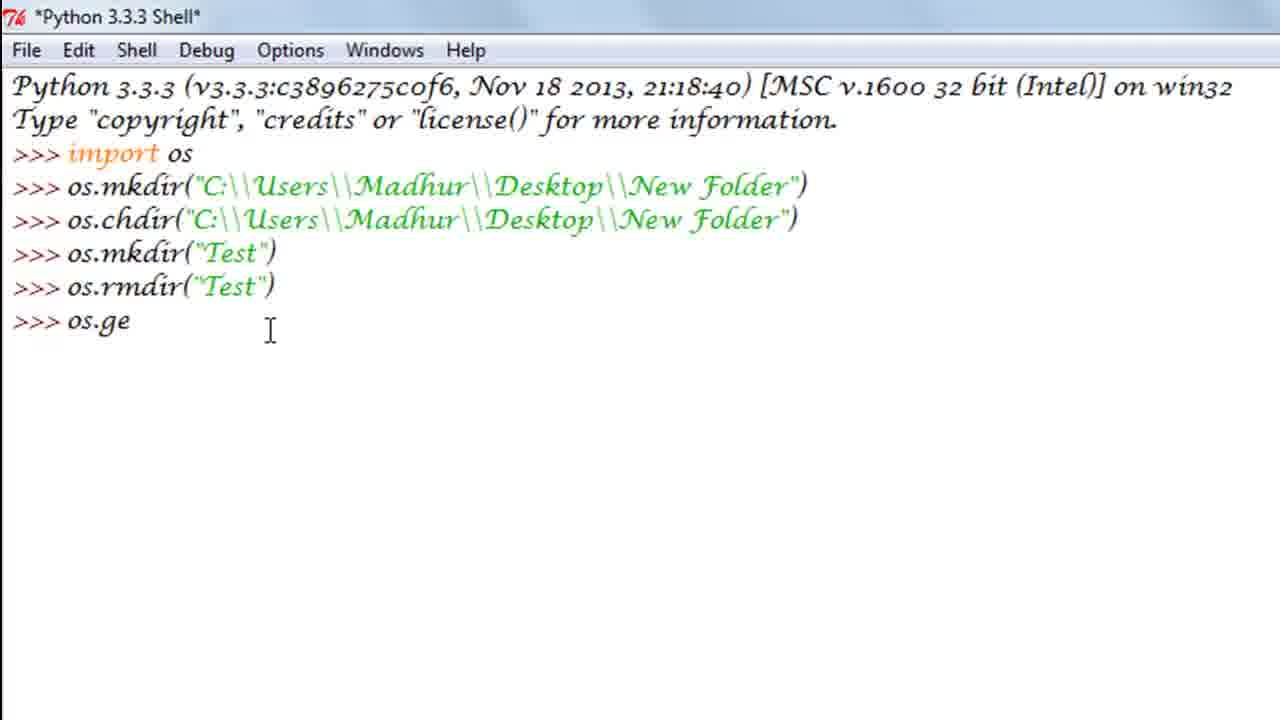 *Python 3.3.3 Shell*
File Edit Shell Debug Options Windows Help
Python 3.3.3 (v3.3.3:c3896275c0f6, Nov 18 2013, 21:18:40) [MSC v.1600 32 bit (Intel)] on win32
Type "copyright", "credits" or "license()" for more information.
>>> import os
>>> os.mkdir("C:\\Users\\Madhur\\Desktop\\New Folder")
>>> os.chdir("C:\\Users\\Madhur\\Desktop\\New Folder")
>>> os.mkdir("Test")
>>> os.rmdir("Test")
>>> os.ge